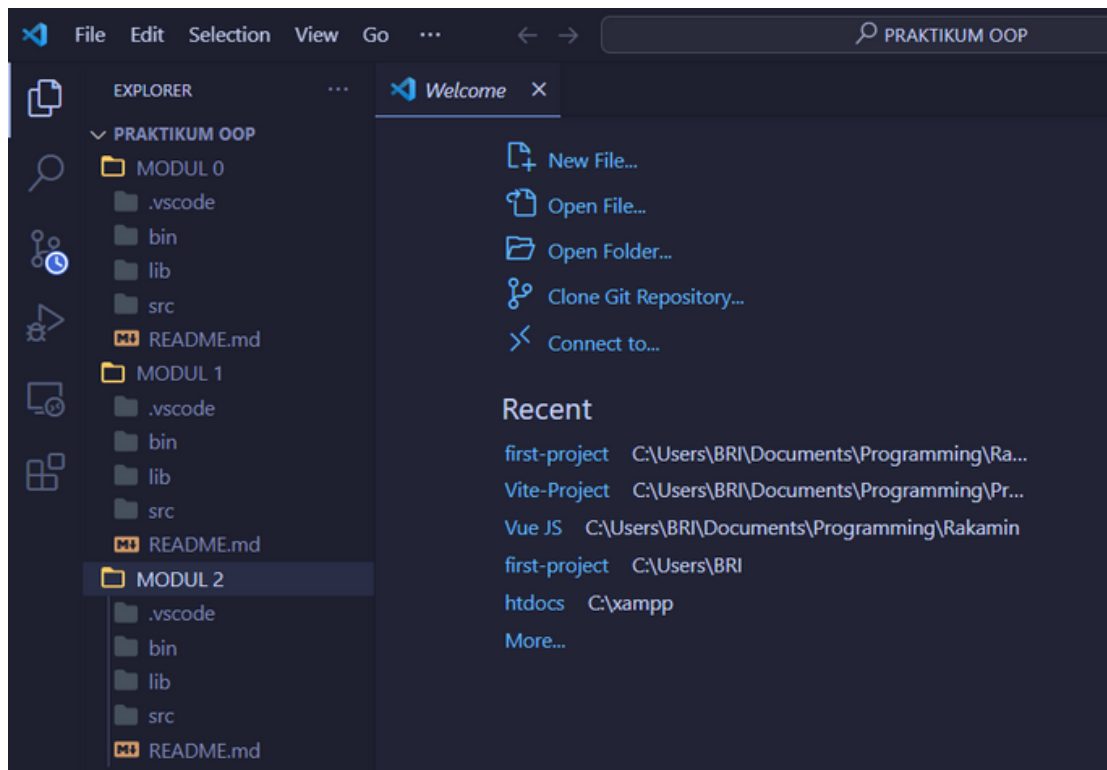 File Edit Selection View Go ... PRAKTIKUM OOP
EXPLORER ...
Welcome
PRAKTIKUM OOP
MODUL 0
.vscode
bin
lib
src
README.md
MODUL 1
.vscode
bin
lib
src
README.md
MODUL 2
.vscode
bin
lib
src
README.md
New File...
Open File...
Open Folder...
Clone Git Repository...
Connect to...
Recent
first-project C:\Users\BRI\Documents\Programming\Ra...
Vite-Project C:\Users\BRI\Documents\Programming\Pr...
Vue JS C:\Users\BRI\Documents\Programming\Rakamin
first-project C:\Users\BRI
htdocs C:\xampp
More...